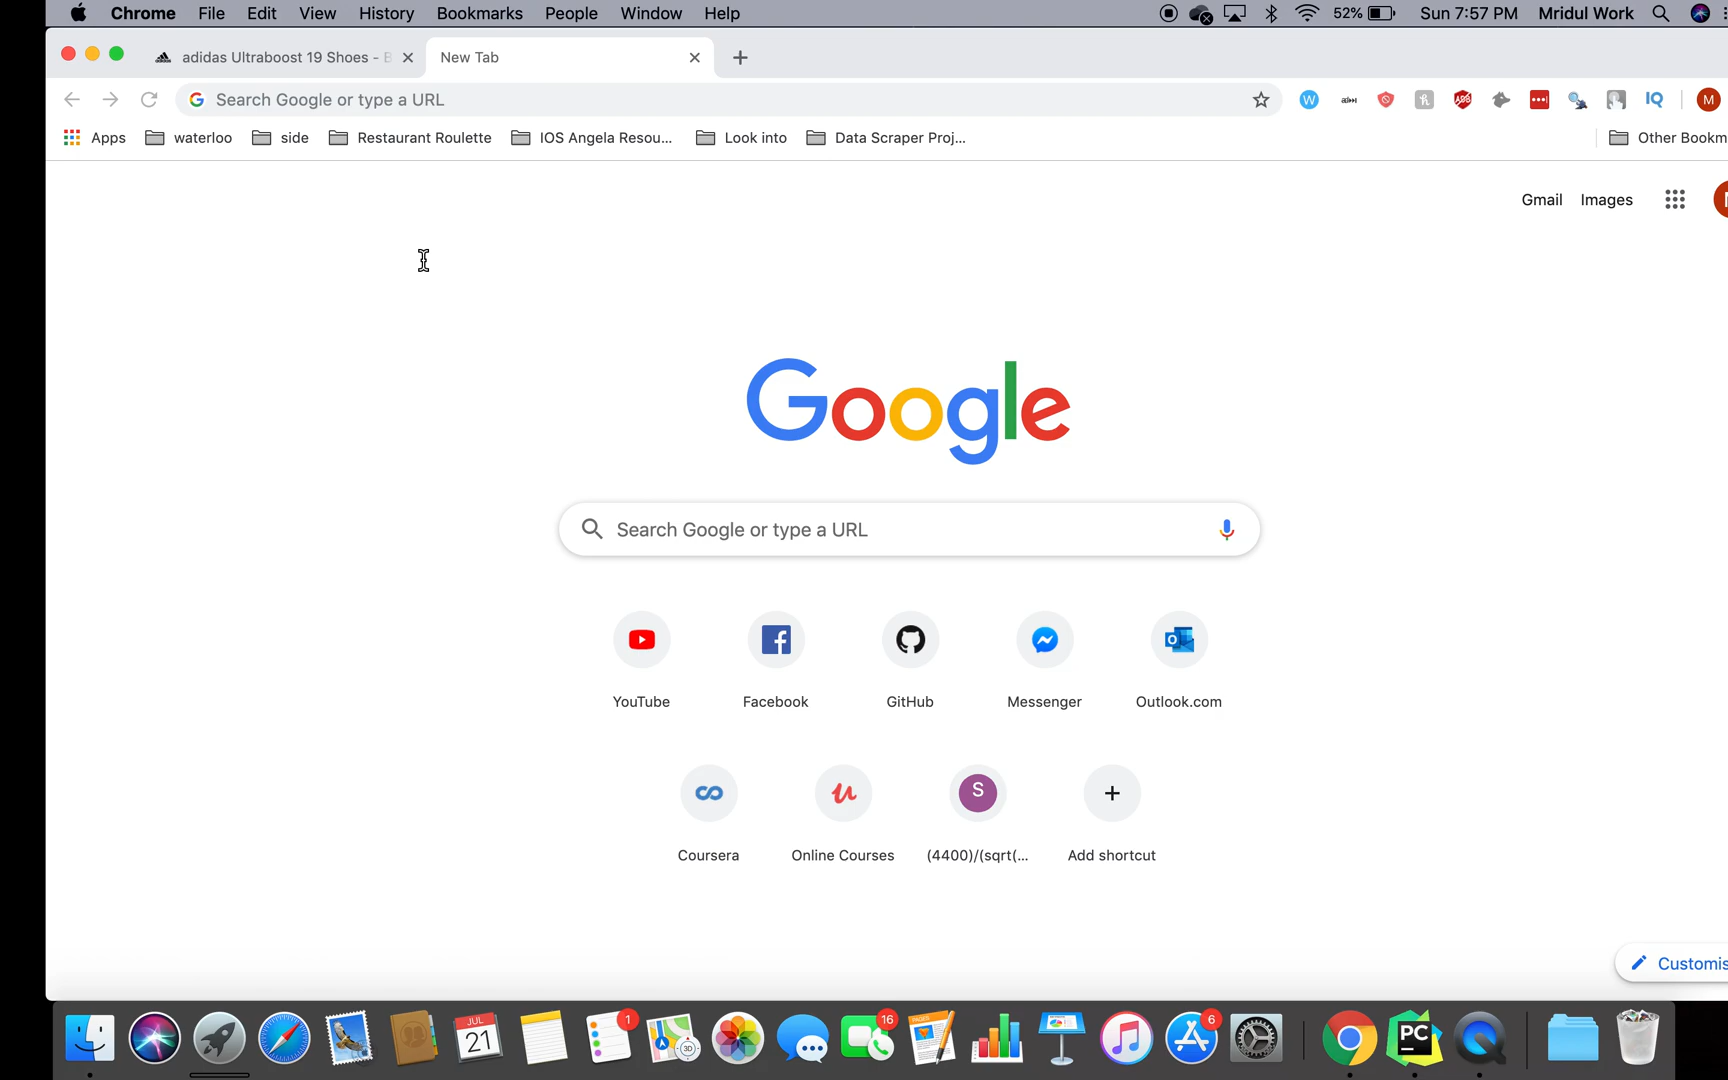 Chrome File Edit View History Bookmarks People Window Help 52% Sun 7:57 PM Mridul Work
adidas Ultraboost 19 Shoes - B New Tab
Search Google or type a URL W IQ M
Apps waterloo side Restaurant Roulette IOS Angela Resou... Look into Data Scraper Proj... Other Bookm
Gmail Images
Google
Search Google or type a URL
YouTube Facebook GitHub Messenger Outlook.com
S
Coursera Online Courses (4400)/(sqrt(... Add shortcut
Customis
JUL 21 1 3D 16 PAGES 6 PC